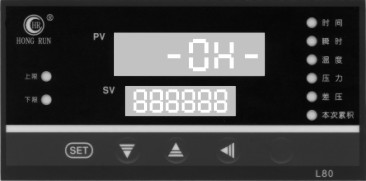 HR
®
HONG RUN
PV
-OH-
SV
888888
上限
下限
时间
瞬时
温度
压力
差压
本次累积
SET
L80